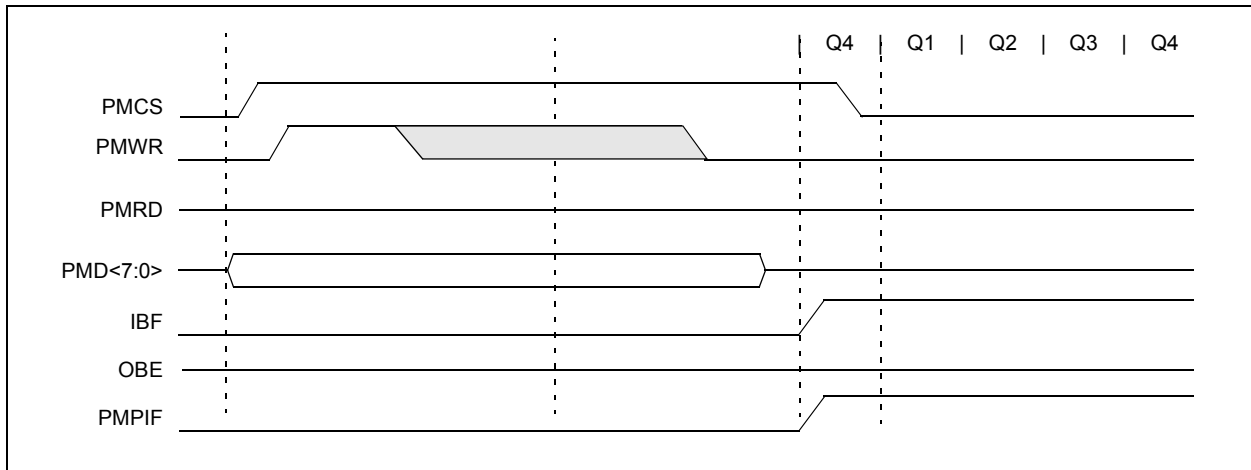 | Q4 | Q1 | Q2 | Q3 | Q4
PMCS
PMWR
PMRD
PMD<7:0>
IBF
OBE
PMPIF